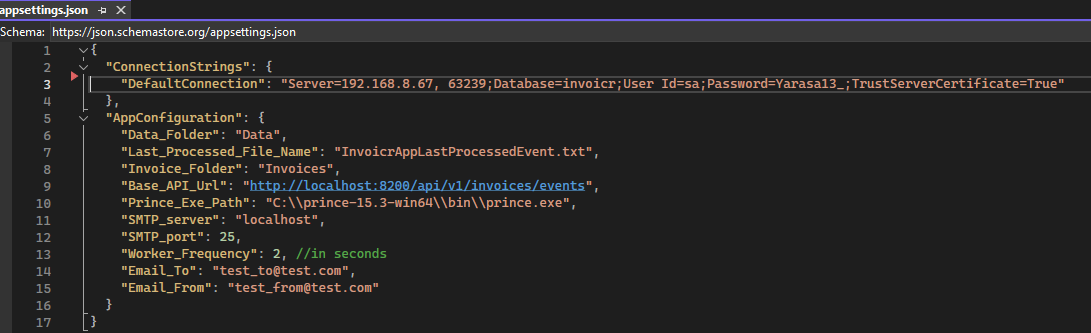 appsettings.json
Schema: https://json.schemastore.org/appsettings.json
1 {
2 "ConnectionStrings": {
3 "DefaultConnection": "Server=192.168.8.67, 63239;Database=invoicr;User Id=sa;Password=Yarasa13_;TrustServerCertificate=True"
4 },
5 "AppConfiguration": {
6 "Data_Folder": "Data",
7 "Last_Processed_File_Name": "InvoicrAppLastProcessedEvent.txt",
8 "Invoice_Folder": "Invoices",
9 "Base_API_Url": "http://localhost:8200/api/v1/invoices/events",
10 "Prince_Exe_Path": "C:\\prince-15.3-win64\\bin\\prince.exe",
11 "SMTP_server": "localhost",
12 "SMTP_port": 25,
13 "Worker_Frequency": 2, //in seconds
14 "Email_To": "test_to@test.com",
15 "Email_From": "test_from@test.com"
16 }
17 }